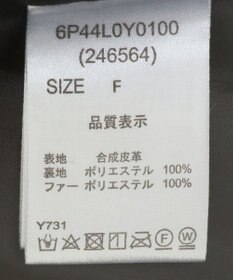 6P44L0Y0100
(246564)
SIZE F
品質表示
表地 合成皮革
裏地 ポリエステル 100%
ファー ポリエステル 100%
Y731